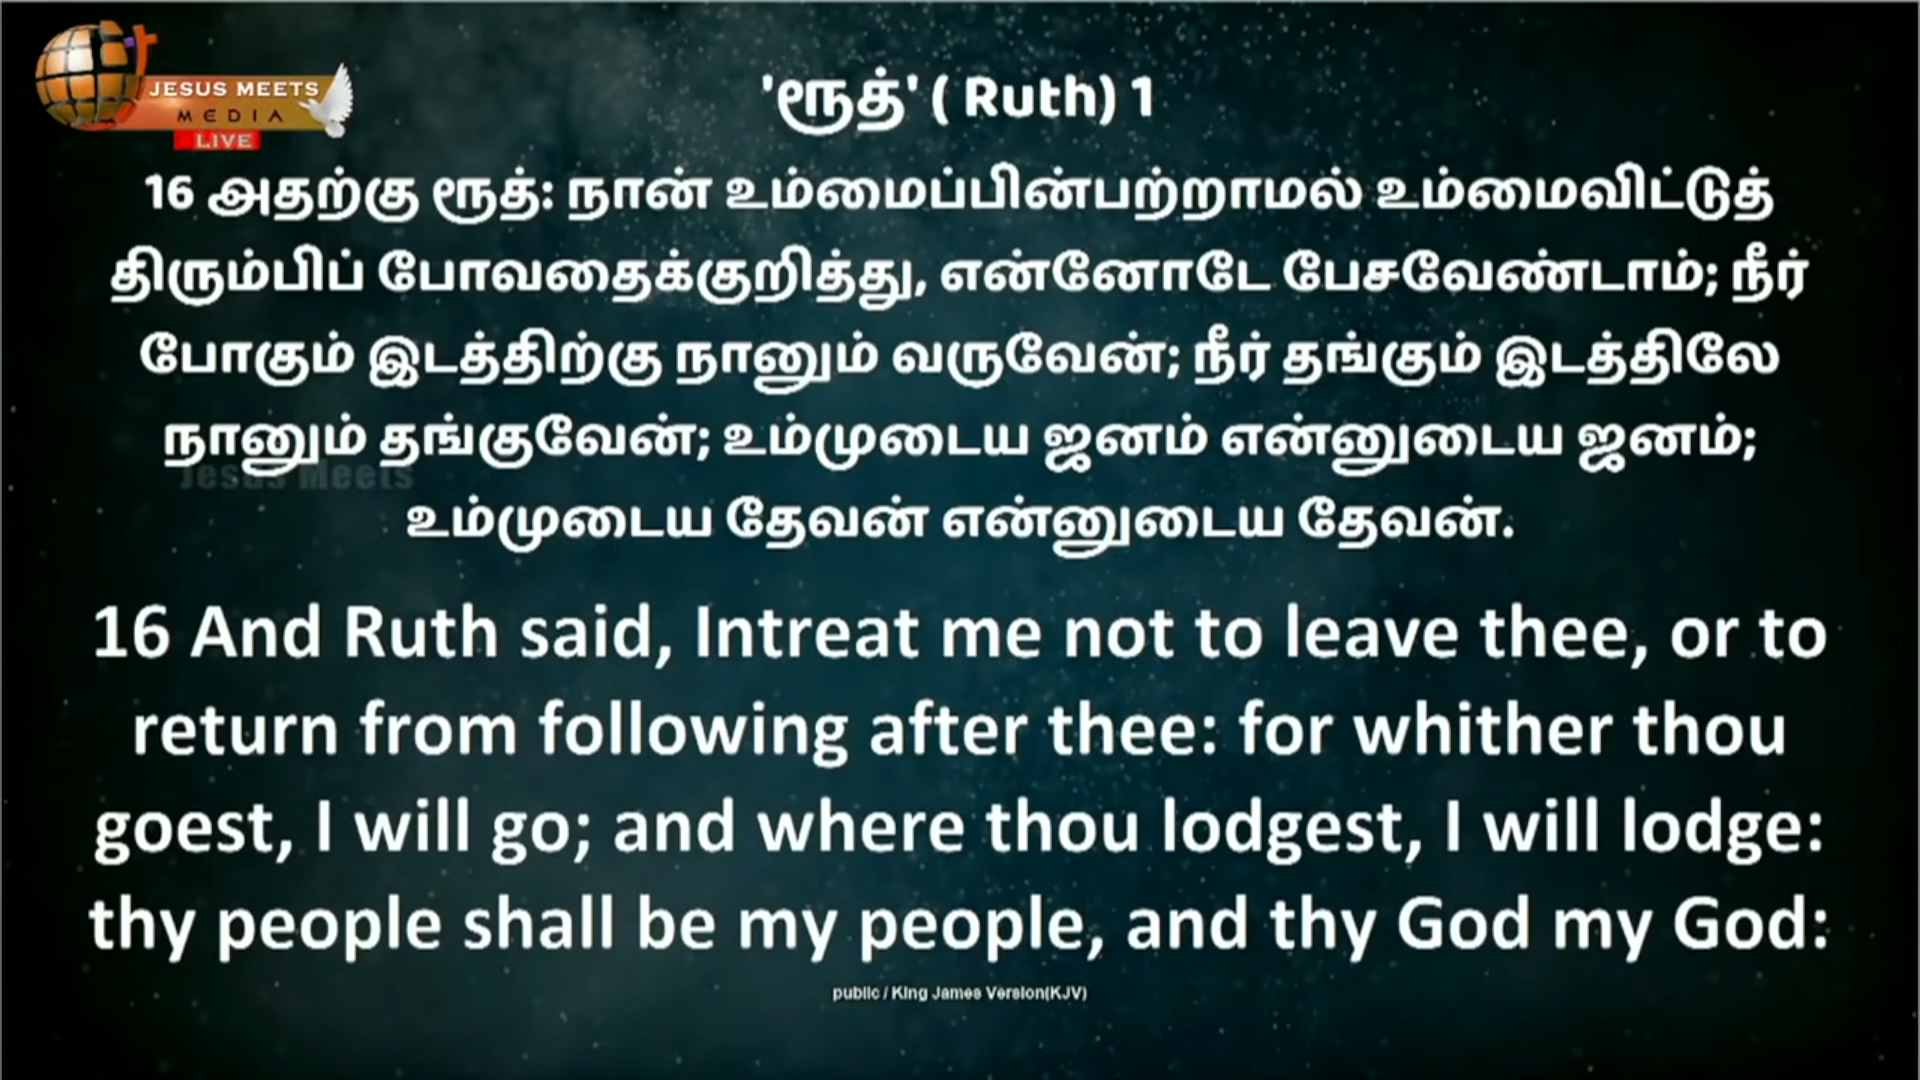 JESUS MEETS
MEDIA
LIVE
'ரூத்' ( Ruth) 1
16 அதற்கு ரூத்: நான் உம்மைப்பின்பற்றாமல் உம்மைவிட்டுத்
திரும்பிப் போவதைக்குறித்து, என்னோடே பேசவேண்டாம்; நீர்
போகும் இடத்திற்கு நானும் வருவேன்; நீர் தங்கும் இடத்திலே
நானும் தங்குவேன்; உம்முடைய ஜனம் என்னுடைய ஜனம்;
Jesus Meets
உம்முடைய தேவன் என்னுடைய தேவன்.
16 And Ruth said, Intreat me not to leave thee, or to
return from following after thee: for whither thou
goest, I will go; and where thou lodgest, I will lodge:
thy people shall be my people, and thy God my God:
public / King James Version(KJV)